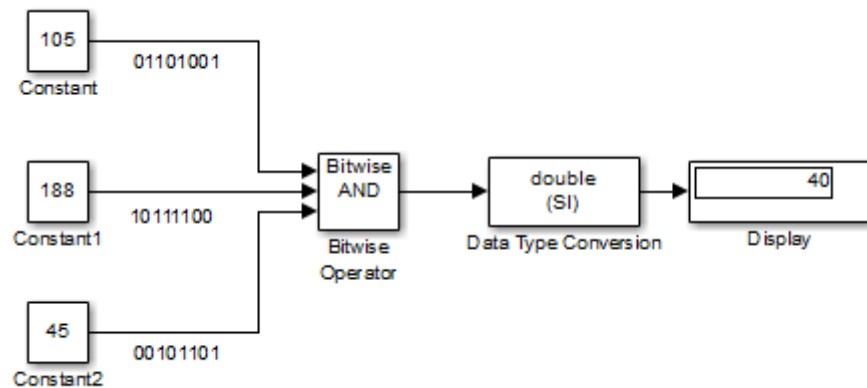 105
01101001
Constant
188
10111100
Constant1
45
00101101
Constant2
Bitwise
AND
Bitwise
Operator
double
(SI)
Data Type Conversion
40
Display